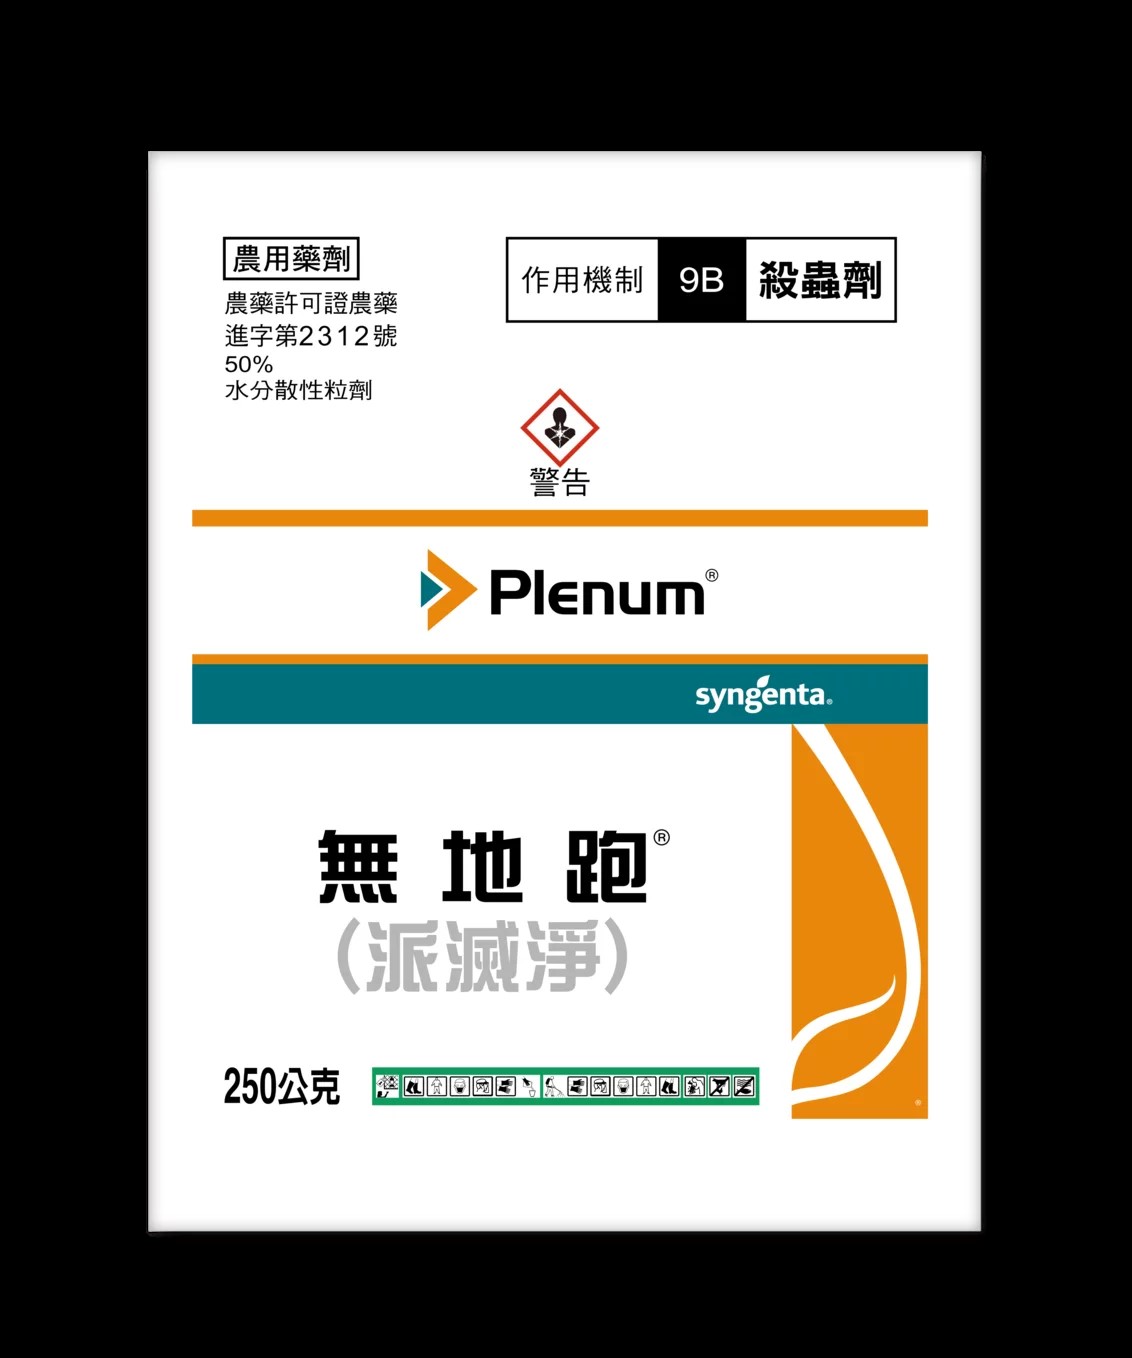 農用藥劑
農藥許可證農藥
進字第2312號
50%
水分散性粒劑
作用機制 9B 殺蟲劑
警告
Plenum®
syngenta®
無地跑®
(派滅淨)
250公克
®